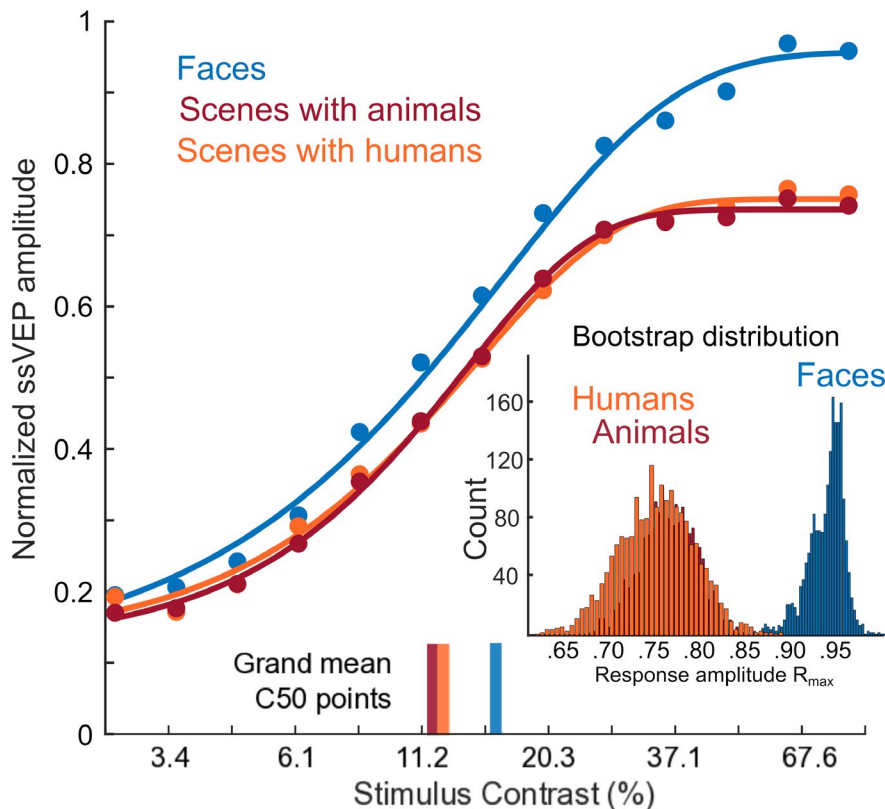 Normalized ssVEP amplitude
1
0.8
0.6
0.4
0.2
0
Faces
Scenes with animals
Scenes with humans
Grand mean
C50 points
3.4 6.1 11.2 20.3 37.1 67.6
Stimulus Contrast (%)
Bootstrap distribution
Faces
Humans
Animals
Count
160
120
80
40
.65 .70 .75 .80 .85 .90 .95
Response amplitude Rmax